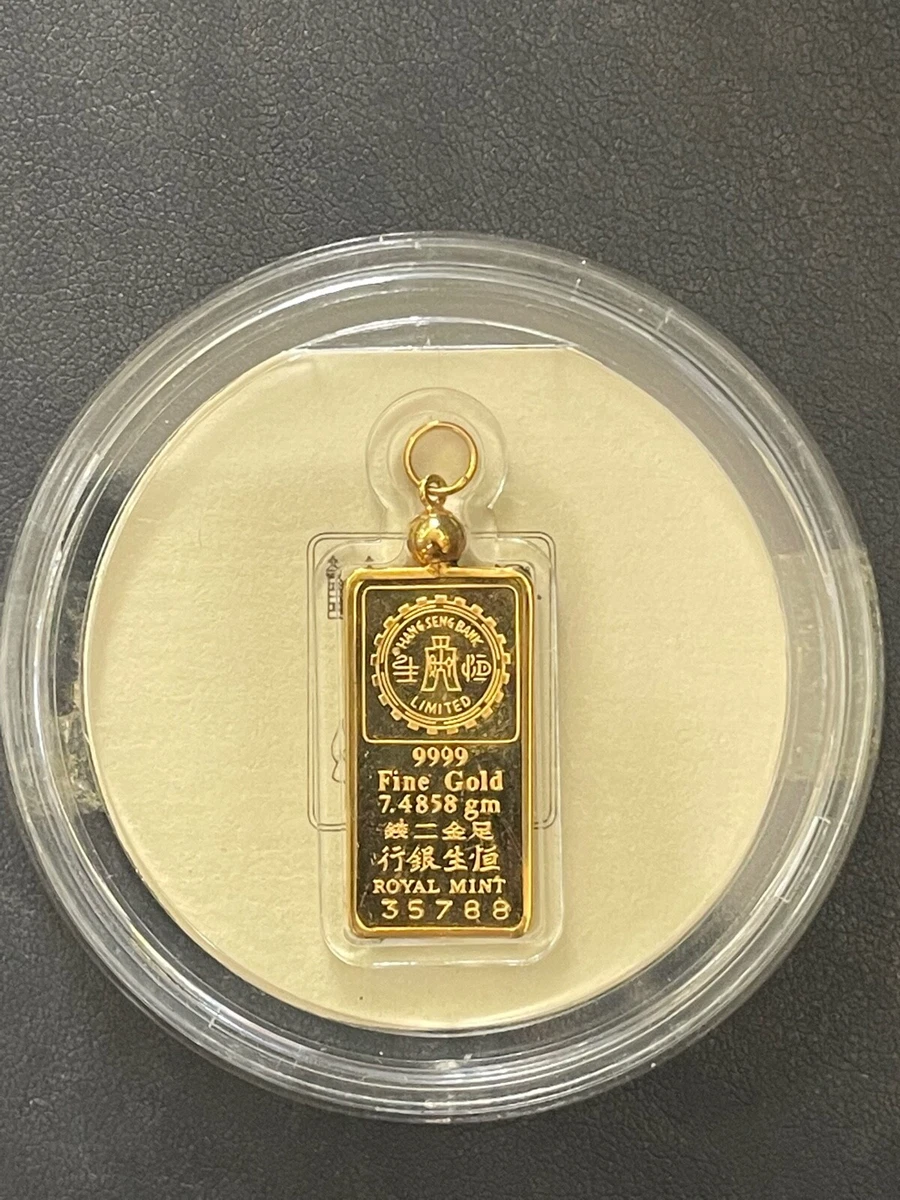 HANG SENG BANK
生 恒
LIMITED
9999
Fine Gold
7.4858 gm
錢二金足
行銀生恒
ROYAL MINT
35788